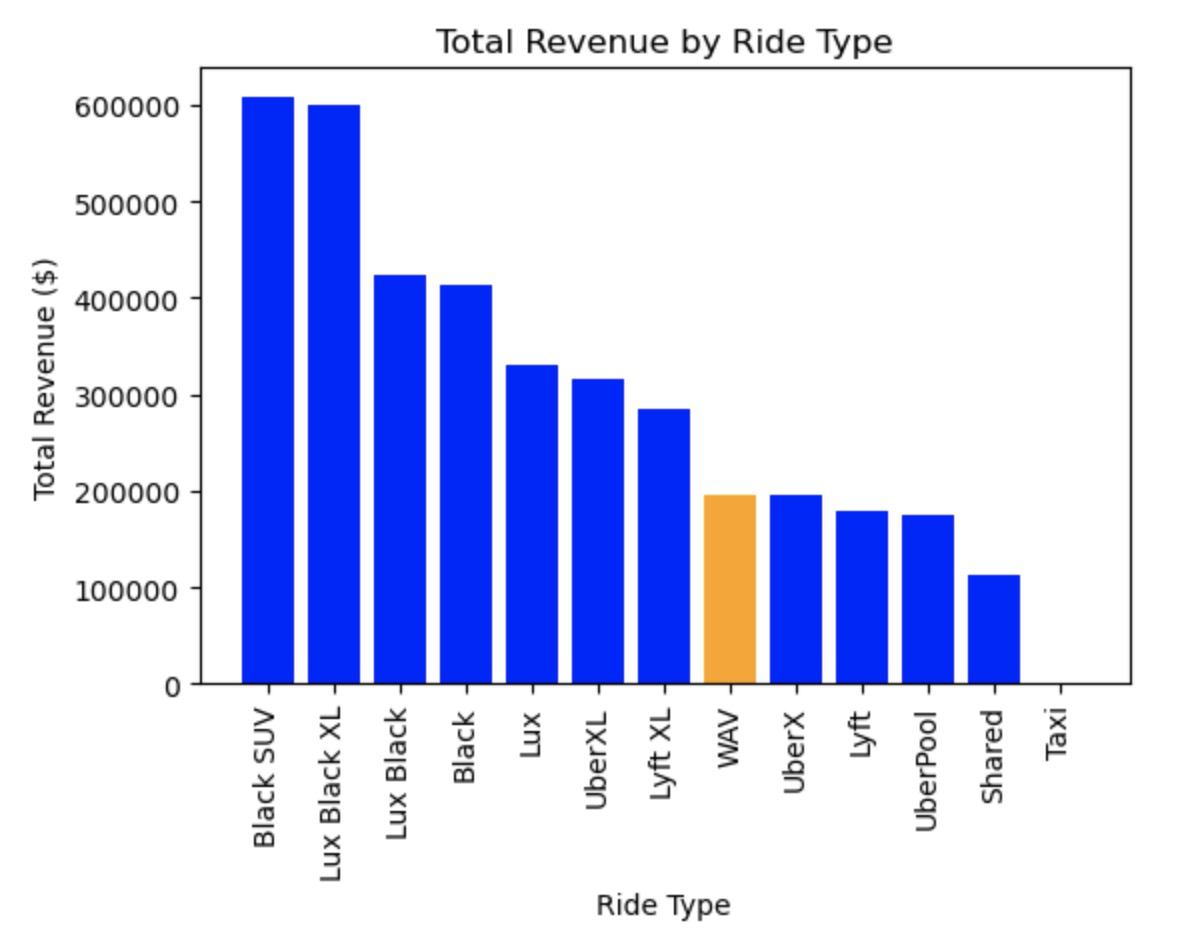 Total Revenue by Ride Type
Total Revenue ($)
600000
500000
400000
300000
200000
100000
0
Black SUV
Lux Black XL
Lux Black
Black
Lux
UberXL
Lyft XL
WAV
UberX
Lyft
UberPool
Shared
Taxi
Ride Type